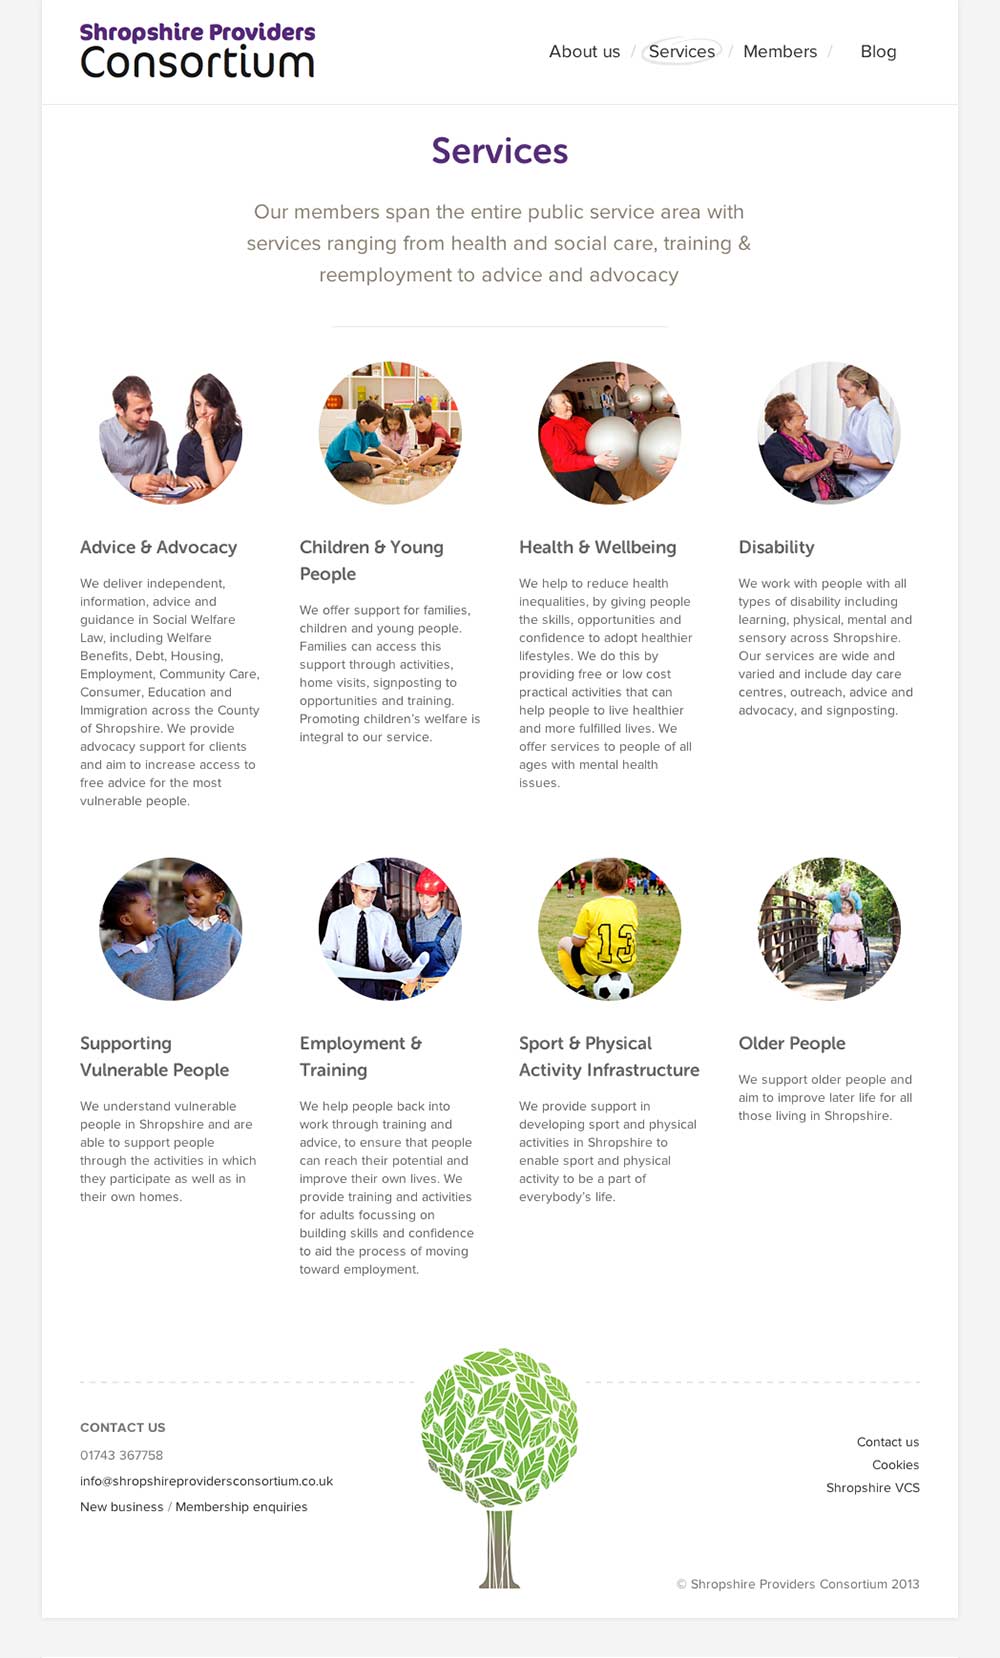 Shropshire Providers
Consortium
About us / Services / Members / Blog
Services
Our members span the entire public service area with
services ranging from health and social care, training &
reemployment to advice and advocacy
Advice & Advocacy
We deliver independent,
information, advice and
guidance in Social Welfare
Law, including Welfare
Benefits, Debt, Housing,
Employment, Community Care,
Consumer, Education and
Immigration across the County
of Shropshire. We provide
advocacy support for clients
and aim to increase access to
free advice for the most
vulnerable people.
Children & Young
People
We offer support for families,
children and young people.
Families can access this
support through activities,
home visits, signposting to
opportunities and training.
Promoting children's welfare is
integral to our service.
Health & Wellbeing
We help to reduce health
inequalities, by giving people
the skills, opportunities and
confidence to adopt healthier
lifestyles. We do this by
providing free or low cost
practical activities that can
help people to live healthier
and more fulfilled lives. We
offer services to people of all
ages with mental health
issues.
Disability
We work with people with all
types of disability including
learning, physical, mental and
sensory across Shropshire.
Our services are wide and
varied and include day care
centres, outreach, advice and
advocacy, and signposting.
13
Supporting
Vulnerable People
We understand vulnerable
people in Shropshire and are
able to support people
through the activities in which
they participate as well as in
their own homes.
Employment &
Training
We help people back into
work through training and
advice, to ensure that people
can reach their potential and
improve their own lives. We
provide training and activities
for adults focussing on
building skills and confidence
to aid the process of moving
toward employment.
Sport & Physical
Activity Infrastructure
We provide support in
developing sport and physical
activities in Shropshire to
enable sport and physical
activity to be a part of
everybody's life.
Older People
We support older people and
aim to improve later life for all
those living in Shropshire.
CONTACT US
01743 367758
info@shropshireprovidersconsortium.co.uk
New business / Membership enquiries
Contact us
Cookies
Shropshire VCS
© Shropshire Providers Consortium 2013